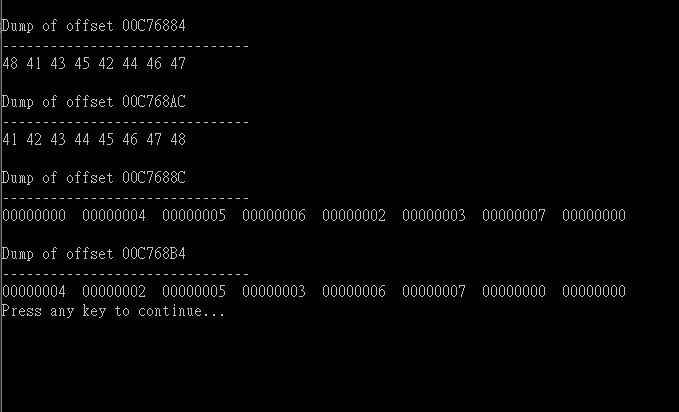 Dump of offset 00C76884
-------------------------------
48 41 43 45 42 44 46 47
Dump of offset 00C768AC
-------------------------------
41 42 43 44 45 46 47 48
Dump of offset 00C7688C
-------------------------------
00000000  00000004  00000005  00000006  00000002  00000003  00000007  00000000
Dump of offset 00C768B4
-------------------------------
00000004  00000002  00000005  00000003  00000006  00000007  00000000  00000000
Press any key to continue...